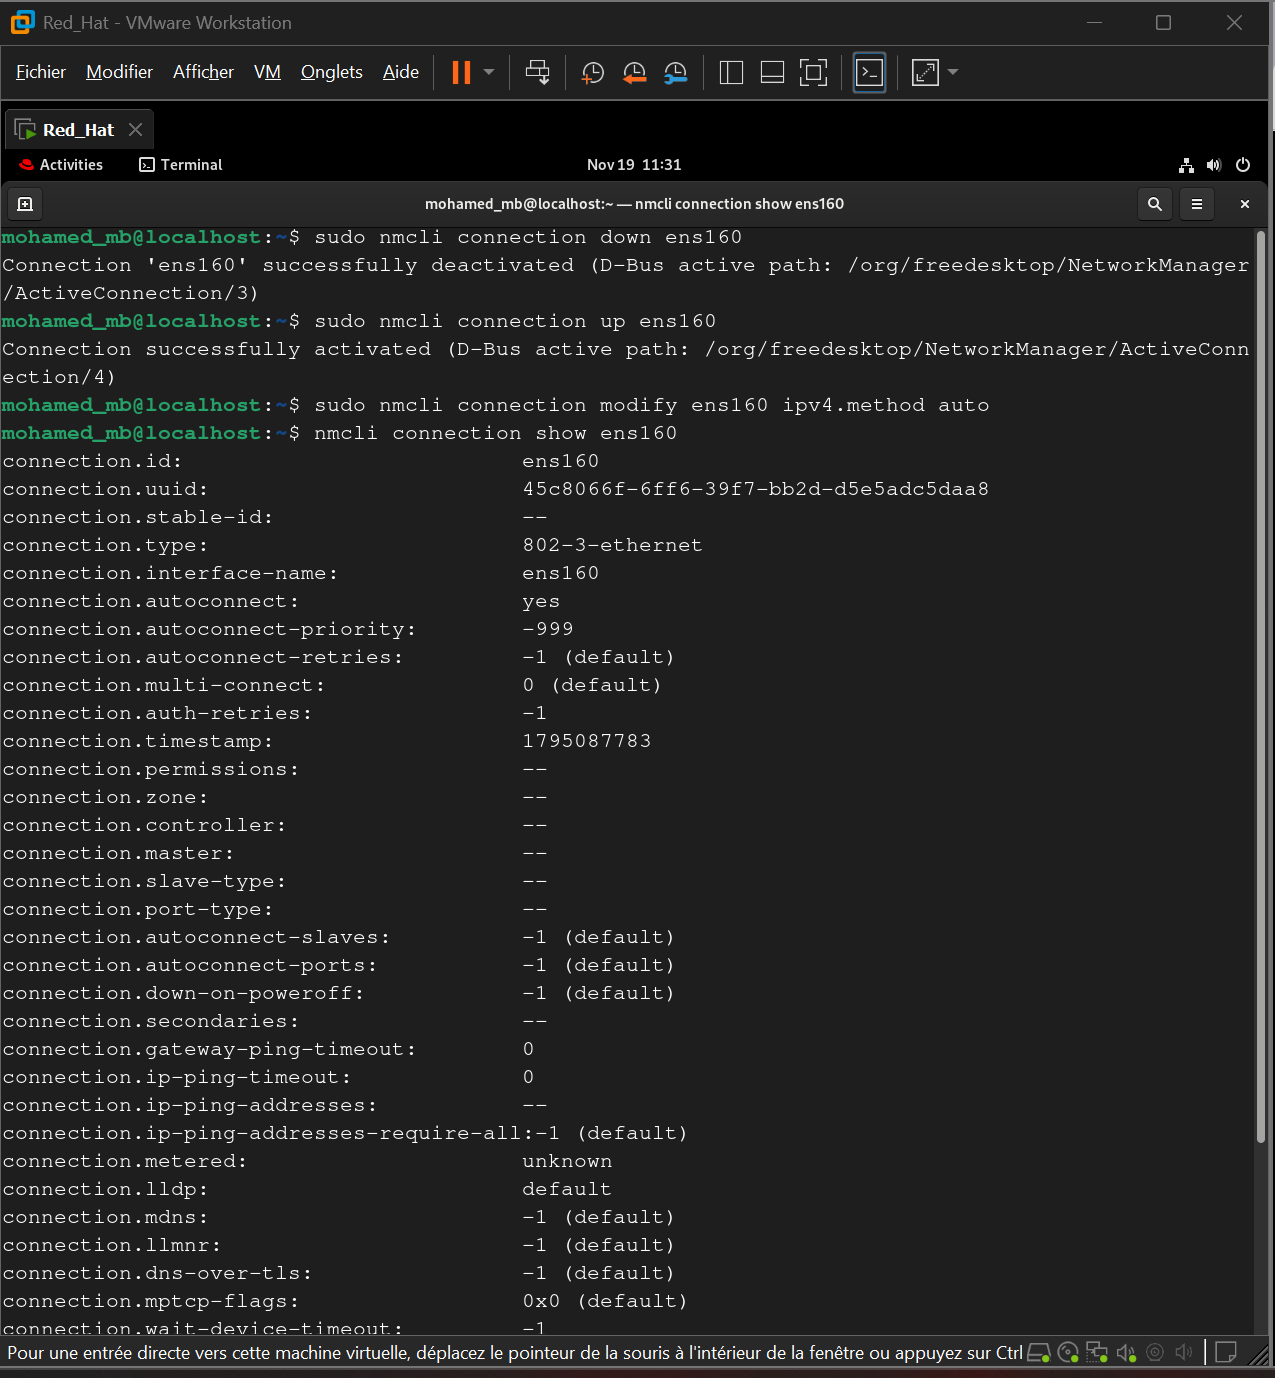 Red_Hat - VMware Workstation
Fichier Modifier Afficher VM Onglets Aide
Red_Hat
Activities Terminal Nov 19 11:31
mohamed_mb@localhost:~ — nmcli connection show ens160
mohamed_mb@localhost:~$ sudo nmcli connection down ens160
Connection 'ens160' successfully deactivated (D-Bus active path: /org/freedesktop/NetworkManager
/ActiveConnection/3)
mohamed_mb@localhost:~$ sudo nmcli connection up ens160
Connection successfully activated (D-Bus active path: /org/freedesktop/NetworkManager/ActiveConn
ection/4)
mohamed_mb@localhost:~$ sudo nmcli connection modify ens160 ipv4.method auto
mohamed_mb@localhost:~$ nmcli connection show ens160
connection.id: ens160
connection.uuid: 45c8066f-6ff6-39f7-bb2d-d5e5adc5daa8
connection.stable-id: --
connection.type: 802-3-ethernet
connection.interface-name: ens160
connection.autoconnect: yes
connection.autoconnect-priority: -999
connection.autoconnect-retries: -1 (default)
connection.multi-connect: 0 (default)
connection.auth-retries: -1
connection.timestamp: 1795087783
connection.permissions: --
connection.zone: --
connection.controller: --
connection.master: --
connection.slave-type: --
connection.port-type: --
connection.autoconnect-slaves: -1 (default)
connection.autoconnect-ports: -1 (default)
connection.down-on-poweroff: -1 (default)
connection.secondaries: --
connection.gateway-ping-timeout: 0
connection.ip-ping-timeout: 0
connection.ip-ping-addresses: --
connection.ip-ping-addresses-require-all:-1 (default)
connection.metered: unknown
connection.lldp: default
connection.mdns: -1 (default)
connection.llmnr: -1 (default)
connection.dns-over-tls: -1 (default)
connection.mptcp-flags: 0x0 (default)
connection.wait-device-timeout: -1
Pour une entrée directe vers cette machine virtuelle, déplacez le pointeur de la souris à l'intérieur de la fenêtre ou appuyez sur Ctrl